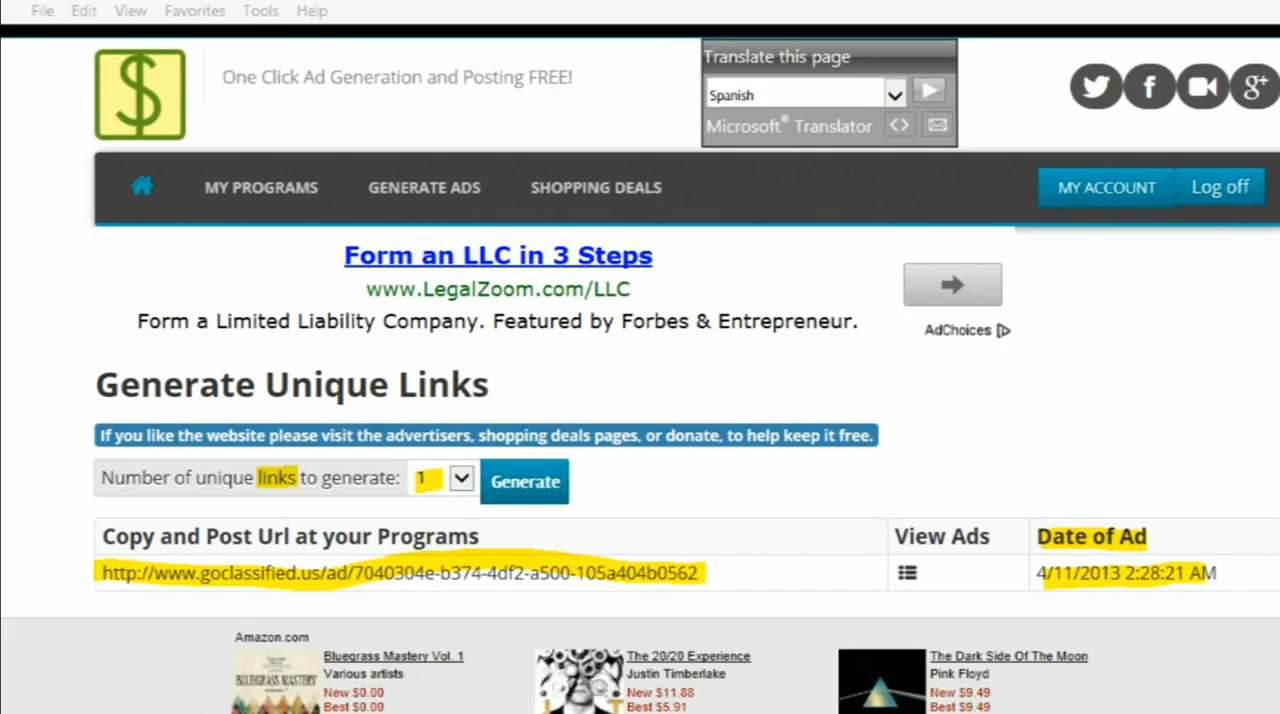 File Edit View Favorites Tools Help
$
One Click Ad Generation and Posting FREE!
Translate this page
Spanish
Microsoft® Translator
MY PROGRAMS GENERATE ADS SHOPPING DEALS
MY ACCOUNT Log off
Form an LLC in 3 Steps
www.LegalZoom.com/LLC
Form a Limited Liability Company. Featured by Forbes & Entrepreneur.
AdChoices
Generate Unique Links
If you like the website please visit the advertisers, shopping deals pages, or donate, to help keep it free.
Number of unique links to generate: 1 Generate
Copy and Post Url at your Programs View Ads Date of Ad
http://www.goclassified.us/ad/7040304e-b374-4df2-a500-105a404b0562 4/11/2013 2:28:21 AM
Amazon.com
Bluegrass Mastery Vol. 1
Various artists
New $0.00
Best $0.00
BLUEGRASS MASTERY
The 20/20 Experience
Justin Timberlake
New $11.88
Best $5.91
The Dark Side Of The Moon
Pink Floyd
New $9.49
Best $9.49